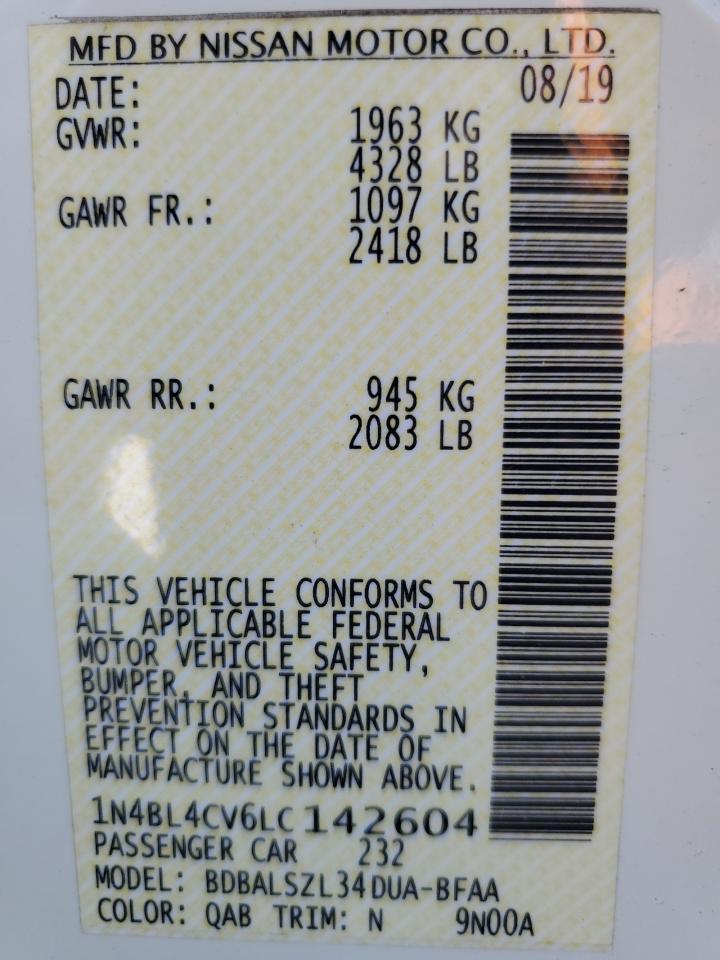 MFD BY NISSAN MOTOR CO., LTD.
DATE: 08/19
GVWR: 1963 KG
4328 LB
GAWR FR.: 1097 KG
2418 LB
GAWR RR.: 945 KG
2083 LB
THIS VEHICLE CONFORMS TO
ALL APPLICABLE FEDERAL
MOTOR VEHICLE SAFETY,
BUMPER, AND THEFT
PREVENTION STANDARDS IN
EFFECT ON THE DATE OF
MANUFACTURE SHOWN ABOVE.
1N4BL4CV6LC142604
PASSENGER CAR 232
MODEL: BDBALSZL34DUA-BFAA
COLOR: QAB TRIM: N 9N00A